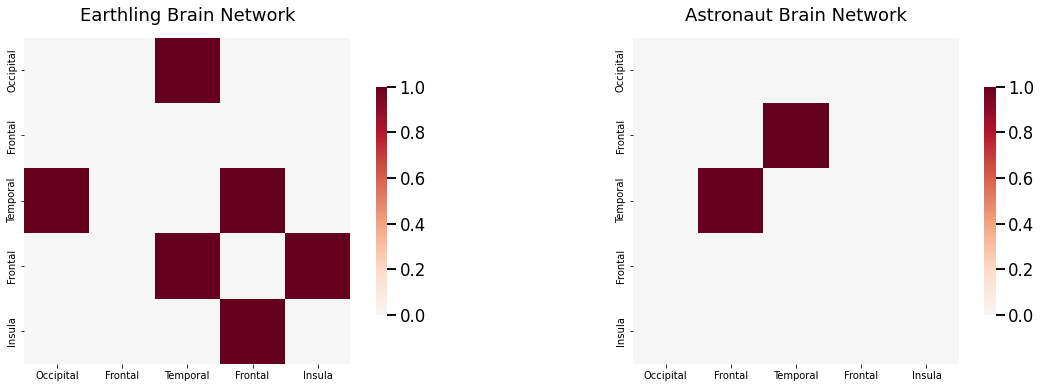 Earthling Brain Network
Occipital
Frontal
Temporal
Frontal
Insula
Occipital Frontal Temporal Frontal Insula
1.0
0.8
0.6
0.4
0.2
0.0
Astronaut Brain Network
Occipital
Frontal
Temporal
Frontal
Insula
Occipital Frontal Temporal Frontal Insula
1.0
0.8
0.6
0.4
0.2
0.0